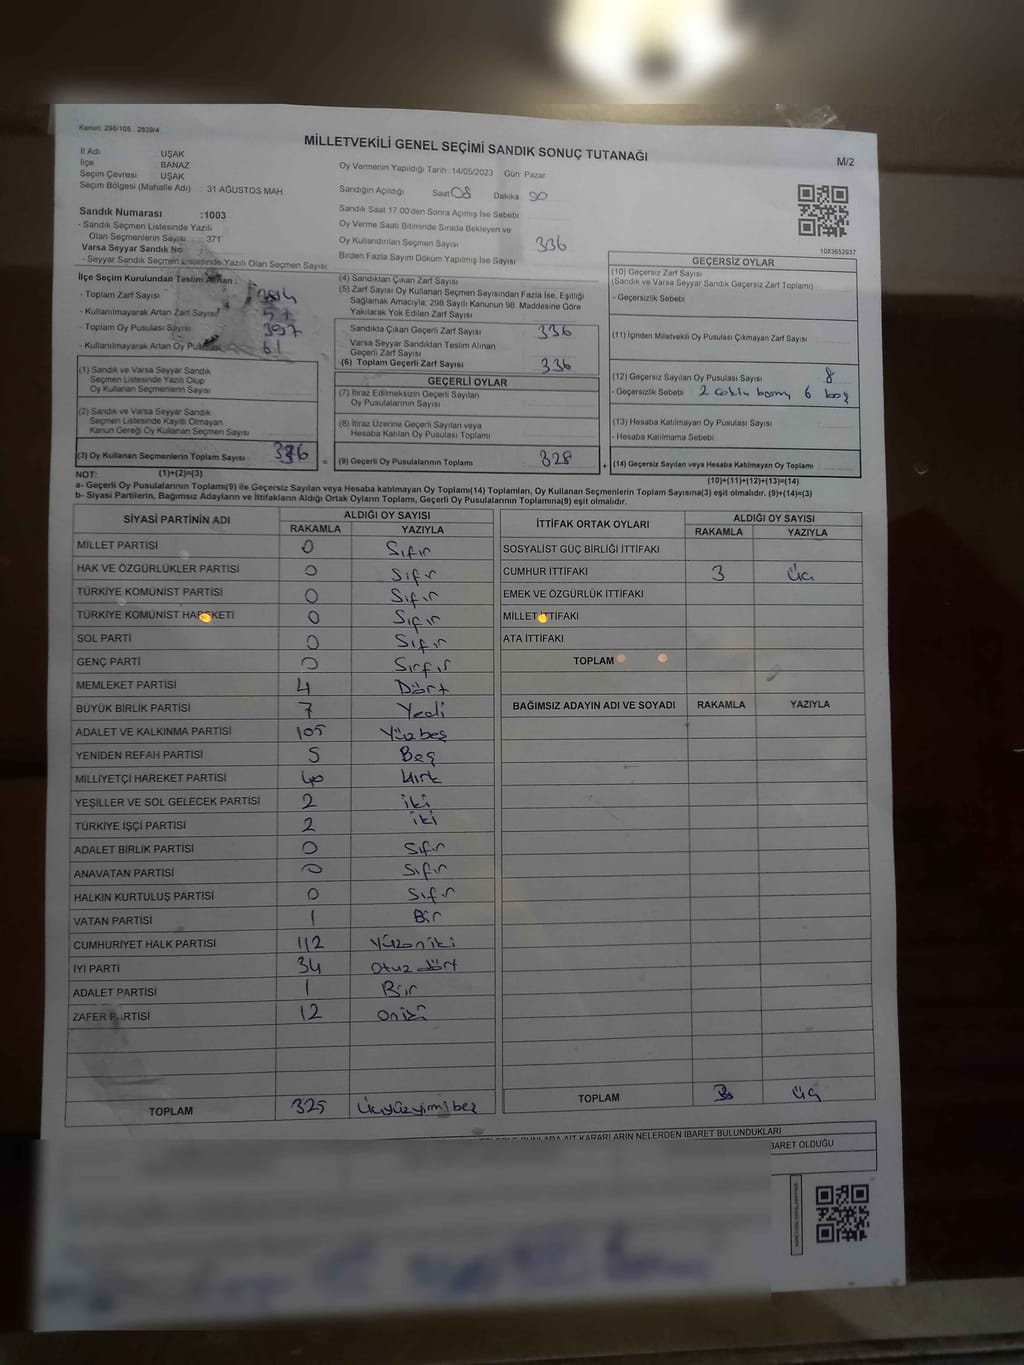 Kanun: 298/105 . 2839/4
MİLLETVEKİLİ GENEL SEÇİMİ SANDIK SONUÇ TUTANAĞI
M/2
İl Adı UŞAK
İlçe BANAZ
Seçim Çevresi UŞAK
Seçim Bölgesi (Mahalle Adı) 31 AĞUSTOS MAH
Sandık Numarası :1003
- Sandık Seçmen Listesinde Yazılı
Olan Seçmenlerin Sayısı 371
Varsa Seyyar Sandık No
- Seyyar Sandık Seçmen Listesinde Yazılı Olan Seçmen Sayısı
Oy Vermenin Yapıldığı Tarih :14/05/2023 Gün: Pazar
Sandığın Açıldığı Saat 08 Dakika
Sandık Saat 17.00'den Sonra Açımış İse Sebebi
Oy Verme Saati Bitiminde Sırada Bekleyen ve
Oy Kullandırılan Seçmen Sayısı 336
Birden Fazla Sayım Döküm Yapılmış İse Sayısı
1083652937
İlçe Seçim Kurulundan Teslim Alınan :
- Toplam Zarf Sayısı
- Kullanılmayarak Artan Zarf Sayısı 57
- Toplam Oy Pusulası Sayısı 397
- Kullanılmayarak Artan Oy 61
(1) Sandık ve Varsa Seyyar Sandık
Seçmen Listesinde Yazılı Olup
Oy Kullanan Seçmenlerin Sayısı
(2) Sandık ve Varsa Seyyar Sandık
Seçmen Listesinde Kayıtlı Olmayan
Kanun Gereği Oy Kullanan Seçmen Sayısı
(3) Oy Kullanan Seçmenlerin Toplam Sayısı 336
(1)+(2)=(3)
(4) Sandıktan Çıkan Zarf Sayısı
(5) Zarf Sayısı Oy Kullanan Seçmen Sayısından Fazla İse, Eşitliği
Sağlamak Amacıyla, 298 Sayılı Kanunun 98. Maddesine Göre
Yakılarak Yok Edilen Zarf Sayısı
Sandıkta Çıkan Geçerli Zarf Sayısı 336
Varsa Seyyar Sandıktan Teslim Alınan
Geçerli Zarf Sayısı
(6) Toplam Geçerli Zarf Sayısı 336
GEÇERLİ OYLAR
(7) İtiraz Edilmeksizin Geçerli Sayılan
Oy Pusulalarının Sayısı
(8) İtiraz Üzerine Geçerli Sayılan veya
Hesaba Katılan Oy Pusulası Toplamı
= (9) Geçerli Oy Pusulalarının Toplamı 328
GEÇERSİZ OYLAR
(10) Geçersiz Zarf Sayısı
(Sandık ve Varsa Seyyar Sandık Geçersiz Zarf Toplamı)
- Geçersizlik Sebebi
(11) İçinden Milletvekili Oy Pusulası Çıkmayan Zarf Sayısı
(12) Geçersiz Sayılan Oy Pusulası Sayısı 8
- Geçersizlik Sebebi 2 6 boş
(13) Hesaba Katılmayan Oy Pusulası Sayısı
- Hesaba Katılmama Sebebi
+ (14) Geçersiz Sayılan veya Hesaba Katılmayan Oy Toplamı
(10)+(11)+(12)+(13)=(14)
NOT:
a- Geçerli Oy Pusulalarının Toplamı(9) ile Geçersiz Sayılan veya Hesaba katılmayan Oy Toplamı(14) Toplamları, Oy Kullanan Seçmenlerin Toplam Sayısına(3) eşit olmalıdır. (9)+(14)=(3)
b- Siyasi Partilerin, Bağımsız Adayların ve İttifakların Aldığı Ortak Oyların Toplamı, Geçerli Oy Pusulalarının Toplamına(9) eşit olmalıdır.
SİYASİ PARTİNİN ADI ALDIĞI OY SAYISI
RAKAMLA YAZIYLA
MİLLET PARTİSİ 0 Sıfır
HAK VE ÖZGÜRLÜKLER PARTİSİ 0 Sıfır
TÜRKİYE KOMÜNİST PARTİSİ 0 Sıfır
TÜRKİYE KOMÜNİST HAREKETİ 0 Sıfır
SOL PARTİ 0 Sıfır
GENÇ PARTİ 0 Sıfır
MEMLEKET PARTİSİ 4 Dört
BÜYÜK BİRLİK PARTİSİ 7 Yedi
ADALET VE KALKINMA PARTİSİ 105 Yüzbeş
YENİDEN REFAH PARTİSİ 5 Beş
MİLLİYETÇİ HAREKET PARTİSİ 40 kırk
YEŞİLLER VE SOL GELECEK PARTİSİ 2 iki
TÜRKİYE İŞÇİ PARTİSİ 2 iki
ADALET BİRLİK PARTİSİ 0 Sıfır
ANAVATAN PARTİSİ 0 Sıfır
HALKIN KURTULUŞ PARTİSİ 0 Sıfır
VATAN PARTİSİ 1 Bir
CUMHURİYET HALK PARTİSİ 112 Yüzoniki
İYİ PARTİ 34 otuz dört
ADALET PARTİSİ 1 Bir
ZAFER PARTİSİ 12 oniki
TOPLAM 325 Üçyüzyirmibeş
İTTİFAK ORTAK OYLARI ALDIĞI OY SAYISI
RAKAMLA YAZIYLA
SOSYALİST GÜÇ BİRLİĞİ İTTİFAKI
CUMHUR İTTİFAKI 3 üç
EMEK VE ÖZGÜRLÜK İTTİFAKI
MİLLET İTTİFAKI
ATA İTTİFAKI
TOPLAM
BAĞIMSIZ ADAYIN ADI VE SOYADI RAKAMLA YAZIYLA
TOPLAM 3 üç
BUNLARA AİT KARARLARIN NELERDEN İBARET BULUNDUKLARI
İBARET OLDUĞU